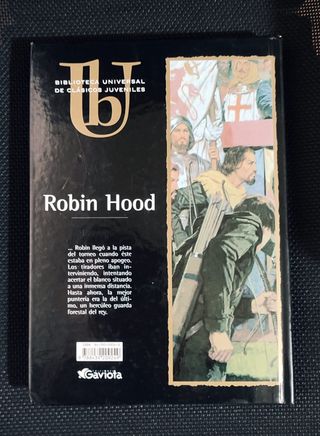 Ub
BIBLIOTECA UNIVERSAL
DE CLÁSICOS JUVENILES
Robin Hood
... Robin llegó a la pista
del torneo cuando éste
estaba en pleno apogeo.
Los tiradores iban in-
terviniendo, intentando
acertar el blanco situado
a una inmensa distancia.
Hasta ahora, la mejor
puntería era la del últi-
mo, un hercúleo guarda
forestal del rey.
Gaviota